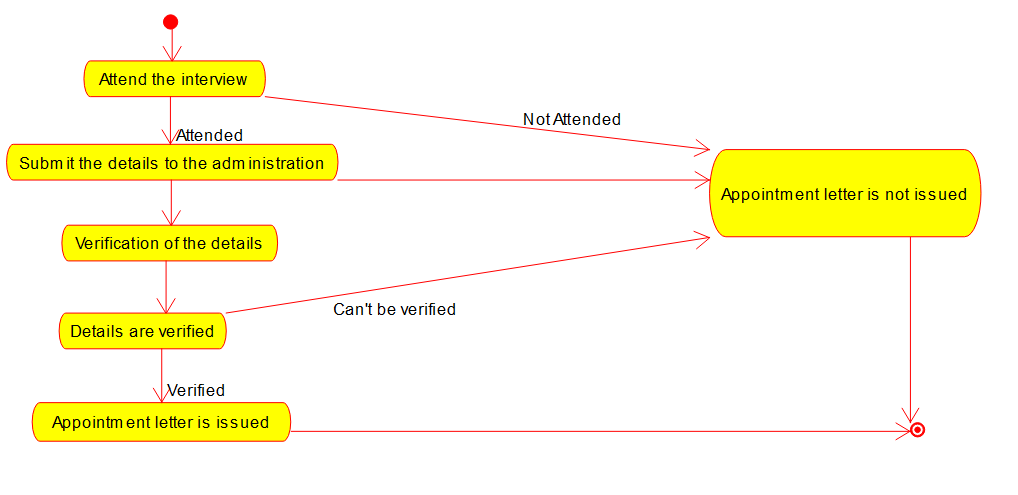 Attend the interview
Not Attended
Attended
Submit the details to the administration
Appointment letter is not issued
Verification of the details
Can't be verified
Details are verified
Verified
Appointment letter is issued